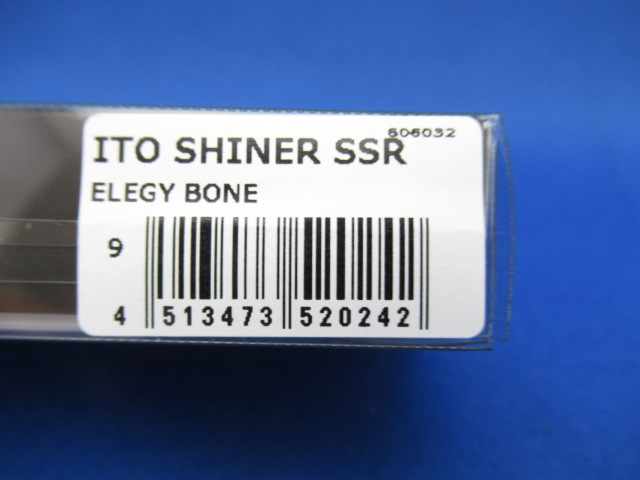 606032
ITO SHINER SSR
ELEGY BONE
9
4 513473 520242